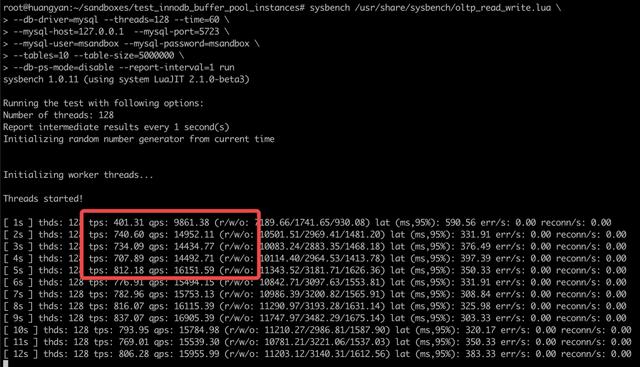 root@huangyan:~/sandboxes/test_innodb_buffer_pool_instances# sysbench /usr/share/sysbench/oltp_read_write.lua \
> --db-driver=mysql --threads=128 --time=60 \
> --mysql-host=127.0.0.1  --mysql-port=5723 \
> --mysql-user=msandbox --mysql-password=msandbox \
> --tables=10 --table-size=5000000 \
> --db-ps-mode=disable --report-interval=1 run
sysbench 1.0.11 (using system LuaJIT 2.1.0-beta3)
Running the test with following options:
Number of threads: 128
Report intermediate results every 1 second(s)
Initializing random number generator from current time
Initializing worker threads...
Threads started!
[ 1s ] thds: 128 tps: 401.31 qps: 9861.38 (r/w/o: 7189.66/1741.65/930.08) lat (ms,95%): 590.56 err/s: 0.00 reconn/s: 0.00
[ 2s ] thds: 128 tps: 740.60 qps: 14952.11 (r/w/o: 10501.51/2969.41/1481.20) lat (ms,95%): 331.91 err/s: 0.00 reconn/s: 0.00
[ 3s ] thds: 128 tps: 734.09 qps: 14434.77 (r/w/o: 10083.24/2883.35/1468.18) lat (ms,95%): 376.49 err/s: 0.00 reconn/s: 0.00
[ 4s ] thds: 128 tps: 707.89 qps: 14492.71 (r/w/o: 10114.40/2964.53/1413.78) lat (ms,95%): 397.39 err/s: 0.00 reconn/s: 0.00
[ 5s ] thds: 128 tps: 812.18 qps: 16151.59 (r/w/o: 11343.52/3181.71/1626.36) lat (ms,95%): 350.33 err/s: 0.00 reconn/s: 0.00
[ 6s ] thds: 128 tps: 776.91 qps: 15494.15 (r/w/o: 10842.71/3097.63/1553.81) lat (ms,95%): 331.91 err/s: 0.00 reconn/s: 0.00
[ 7s ] thds: 128 tps: 782.96 qps: 15753.13 (r/w/o: 10986.39/3200.82/1565.91) lat (ms,95%): 308.84 err/s: 0.00 reconn/s: 0.00
[ 8s ] thds: 128 tps: 816.07 qps: 16115.39 (r/w/o: 11290.97/3193.28/1631.14) lat (ms,95%): 325.98 err/s: 0.00 reconn/s: 0.00
[ 9s ] thds: 128 tps: 837.07 qps: 16905.39 (r/w/o: 11747.97/3482.29/1675.14) lat (ms,95%): 303.33 err/s: 0.00 reconn/s: 0.00
[ 10s ] thds: 128 tps: 793.95 qps: 15784.98 (r/w/o: 11210.27/2986.81/1587.90) lat (ms,95%): 320.17 err/s: 0.00 reconn/s: 0.00
[ 11s ] thds: 128 tps: 769.01 qps: 15539.30 (r/w/o: 10781.21/3221.06/1537.03) lat (ms,95%): 350.33 err/s: 0.00 reconn/s: 0.00
[ 12s ] thds: 128 tps: 806.28 qps: 15955.99 (r/w/o: 11203.12/3140.31/1612.56) lat (ms,95%): 383.33 err/s: 0.00 reconn/s: 0.00